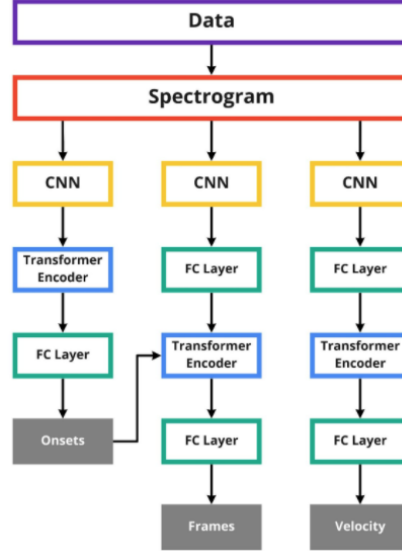 Data
Spectrogram
CNN
CNN
CNN
Transformer
Encoder
FC Layer
FC Layer
FC Layer
Transformer
Encoder
Transformer
Encoder
Onsets
FC Layer
FC Layer
Frames
Velocity